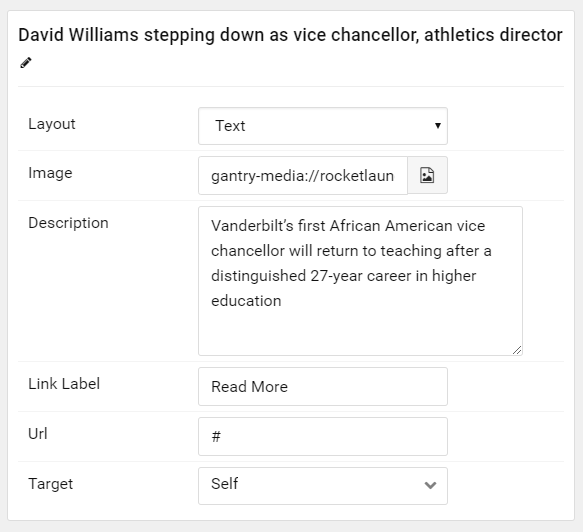 David Williams stepping down as vice chancellor, athletics director
Layout
Text
Image
gantry-media://rocketlaun
Description
Vanderbilt’s first African American vice
chancellor will return to teaching after a
distinguished 27-year career in higher
education
Link Label
Read More
Url
#
Target
Self